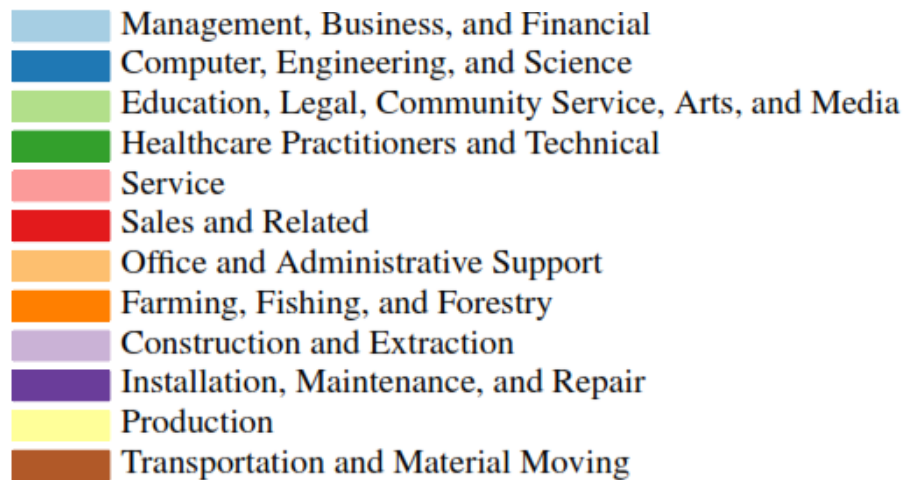 Management, Business, and Financial
Computer, Engineering, and Science
Education, Legal, Community Service, Arts, and Media
Healthcare Practitioners and Technical
Service
Sales and Related
Office and Administrative Support
Farming, Fishing, and Forestry
Construction and Extraction
Installation, Maintenance, and Repair
Production
Transportation and Material Moving